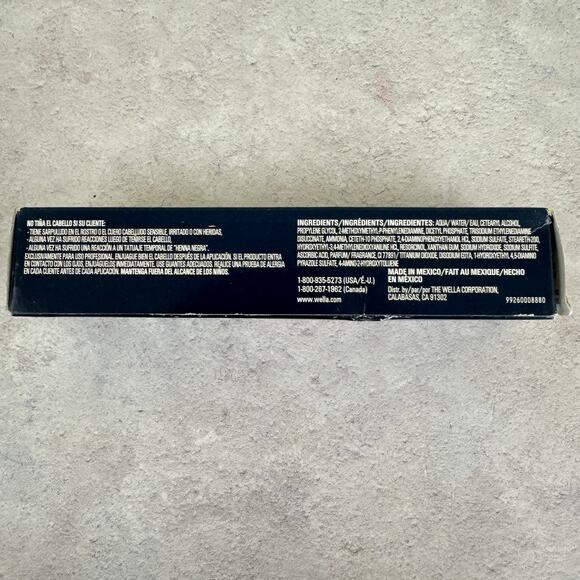 NO TIÑA EL CABELLO SI SU CLIENTE:
- TIENE SARPULLIDO EN EL ROSTRO O EL CUERO CABELLUDO SENSIBLE, IRRITADO O CON HERIDAS,
- ALGUNA VEZ HA SUFRIDO REACCIONES LUEGO DE TEÑIRSE EL CABELLO,
- ALGUNA VEZ HA SUFRIDO UNA REACCIÓN A UN TATUAJE TEMPORAL DE "HENNA NEGRA".
EXCLUSIVAMENTE PARA USO PROFESIONAL. ENJUAGUE BIEN EL CABELLO DESPUÉS DE LA APLICACIÓN. SI EL PRODUCTO ENTRA
EN CONTACTO CON LOS OJOS, ENJUÁGUELOS INMEDIATAMENTE. USE GUANTES ADECUADOS. REALICE UNA PRUEBA DE ALERGIA
EN CADA CLIENTE ANTES DE CADA APLICACIÓN. MANTENGA FUERA DEL ALCANCE DE LOS NIÑOS.
INGREDIENTS/INGRÉDIENTS/INGREDIENTES: AQUA/ WATER/ EAU, CETEARYL ALCOHOL,
PROPYLENE GLYCOL, 2-METHOXYMETHYL-P-PHENYLENEDIAMINE, DICETYL PHOSPHATE, TRISODIUM ETHYLENEDIAMINE
DISUCCINATE, AMMONIA, CETETH-10 PHOSPHATE, 2,4-DIAMINOPHENOXYETHANOL HCL, SODIUM SULFATE, STEARETH-200,
HYDROXYETHYL-3,4-METHYLENEDIOXYANILINE HCL, RESORCINOL, XANTHAN GUM, SODIUM HYDROXIDE, SODIUM SULFITE,
ASCORBIC ACID, PARFUM/ FRAGRANCE, CI 77891/ TITANIUM DIOXIDE, DISODIUM EDTA, 1-HYDROXYETHYL 4,5-DIAMINO
PYRAZOLE SULFATE, 4-AMINO-2-HYDROXYTOLUENE
1-800-935-5273 (USA/É.-U.)
1-800-267-1962 (Canada)
www.wella.com
MADE IN MEXICO/FAIT AU MEXIQUE/HECHO
EN MÉXICO
Distr. by/par/por THE WELLA CORPORATION,
CALABASAS, CA 91302
99260008880